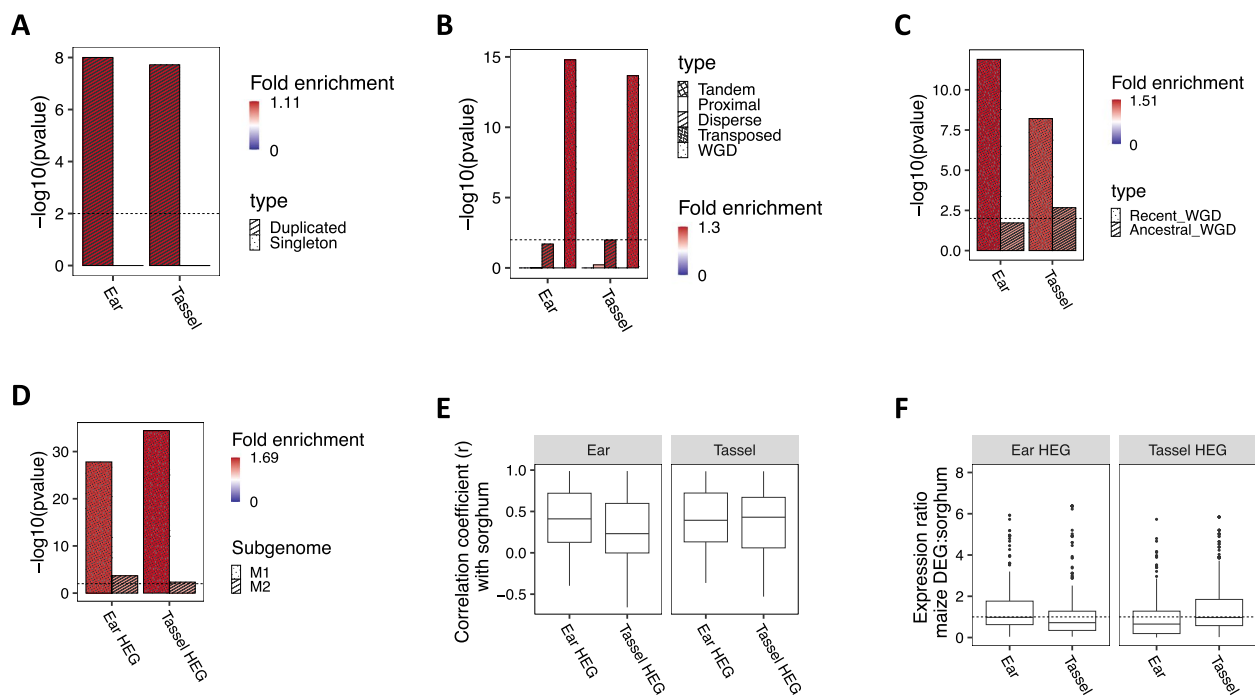 A
−log10(pvalue)
8
6
4
2
0
Ear
Tassel
Fold enrichment
1.11
0
type
Duplicated
Singleton
B
−log10(pvalue)
15
10
5
0
Ear
Tassel
type
Tandem
Proximal
Disperse
Transposed
WGD
Fold enrichment
1.3
0
C
−log10(pvalue)
10.0
7.5
5.0
2.5
0.0
Ear
Tassel
Fold enrichment
1.51
0
type
Recent_WGD
Ancestral_WGD
D
−log10(pvalue)
30
20
10
0
Ear HEG
Tassel HEG
Fold enrichment
1.69
0
Subgenome
M1
M2
E
Correlation coefficient (r)
with sorghum
Ear
Tassel
1.0
0.5
0.0
−0.5
Ear HEG
Tassel HEG
Ear HEG
Tassel HEG
F
Expression ratio
maize DEG:sorghum
Ear HEG
Tassel HEG
8
6
4
2
0
Ear
Tassel
Ear
Tassel